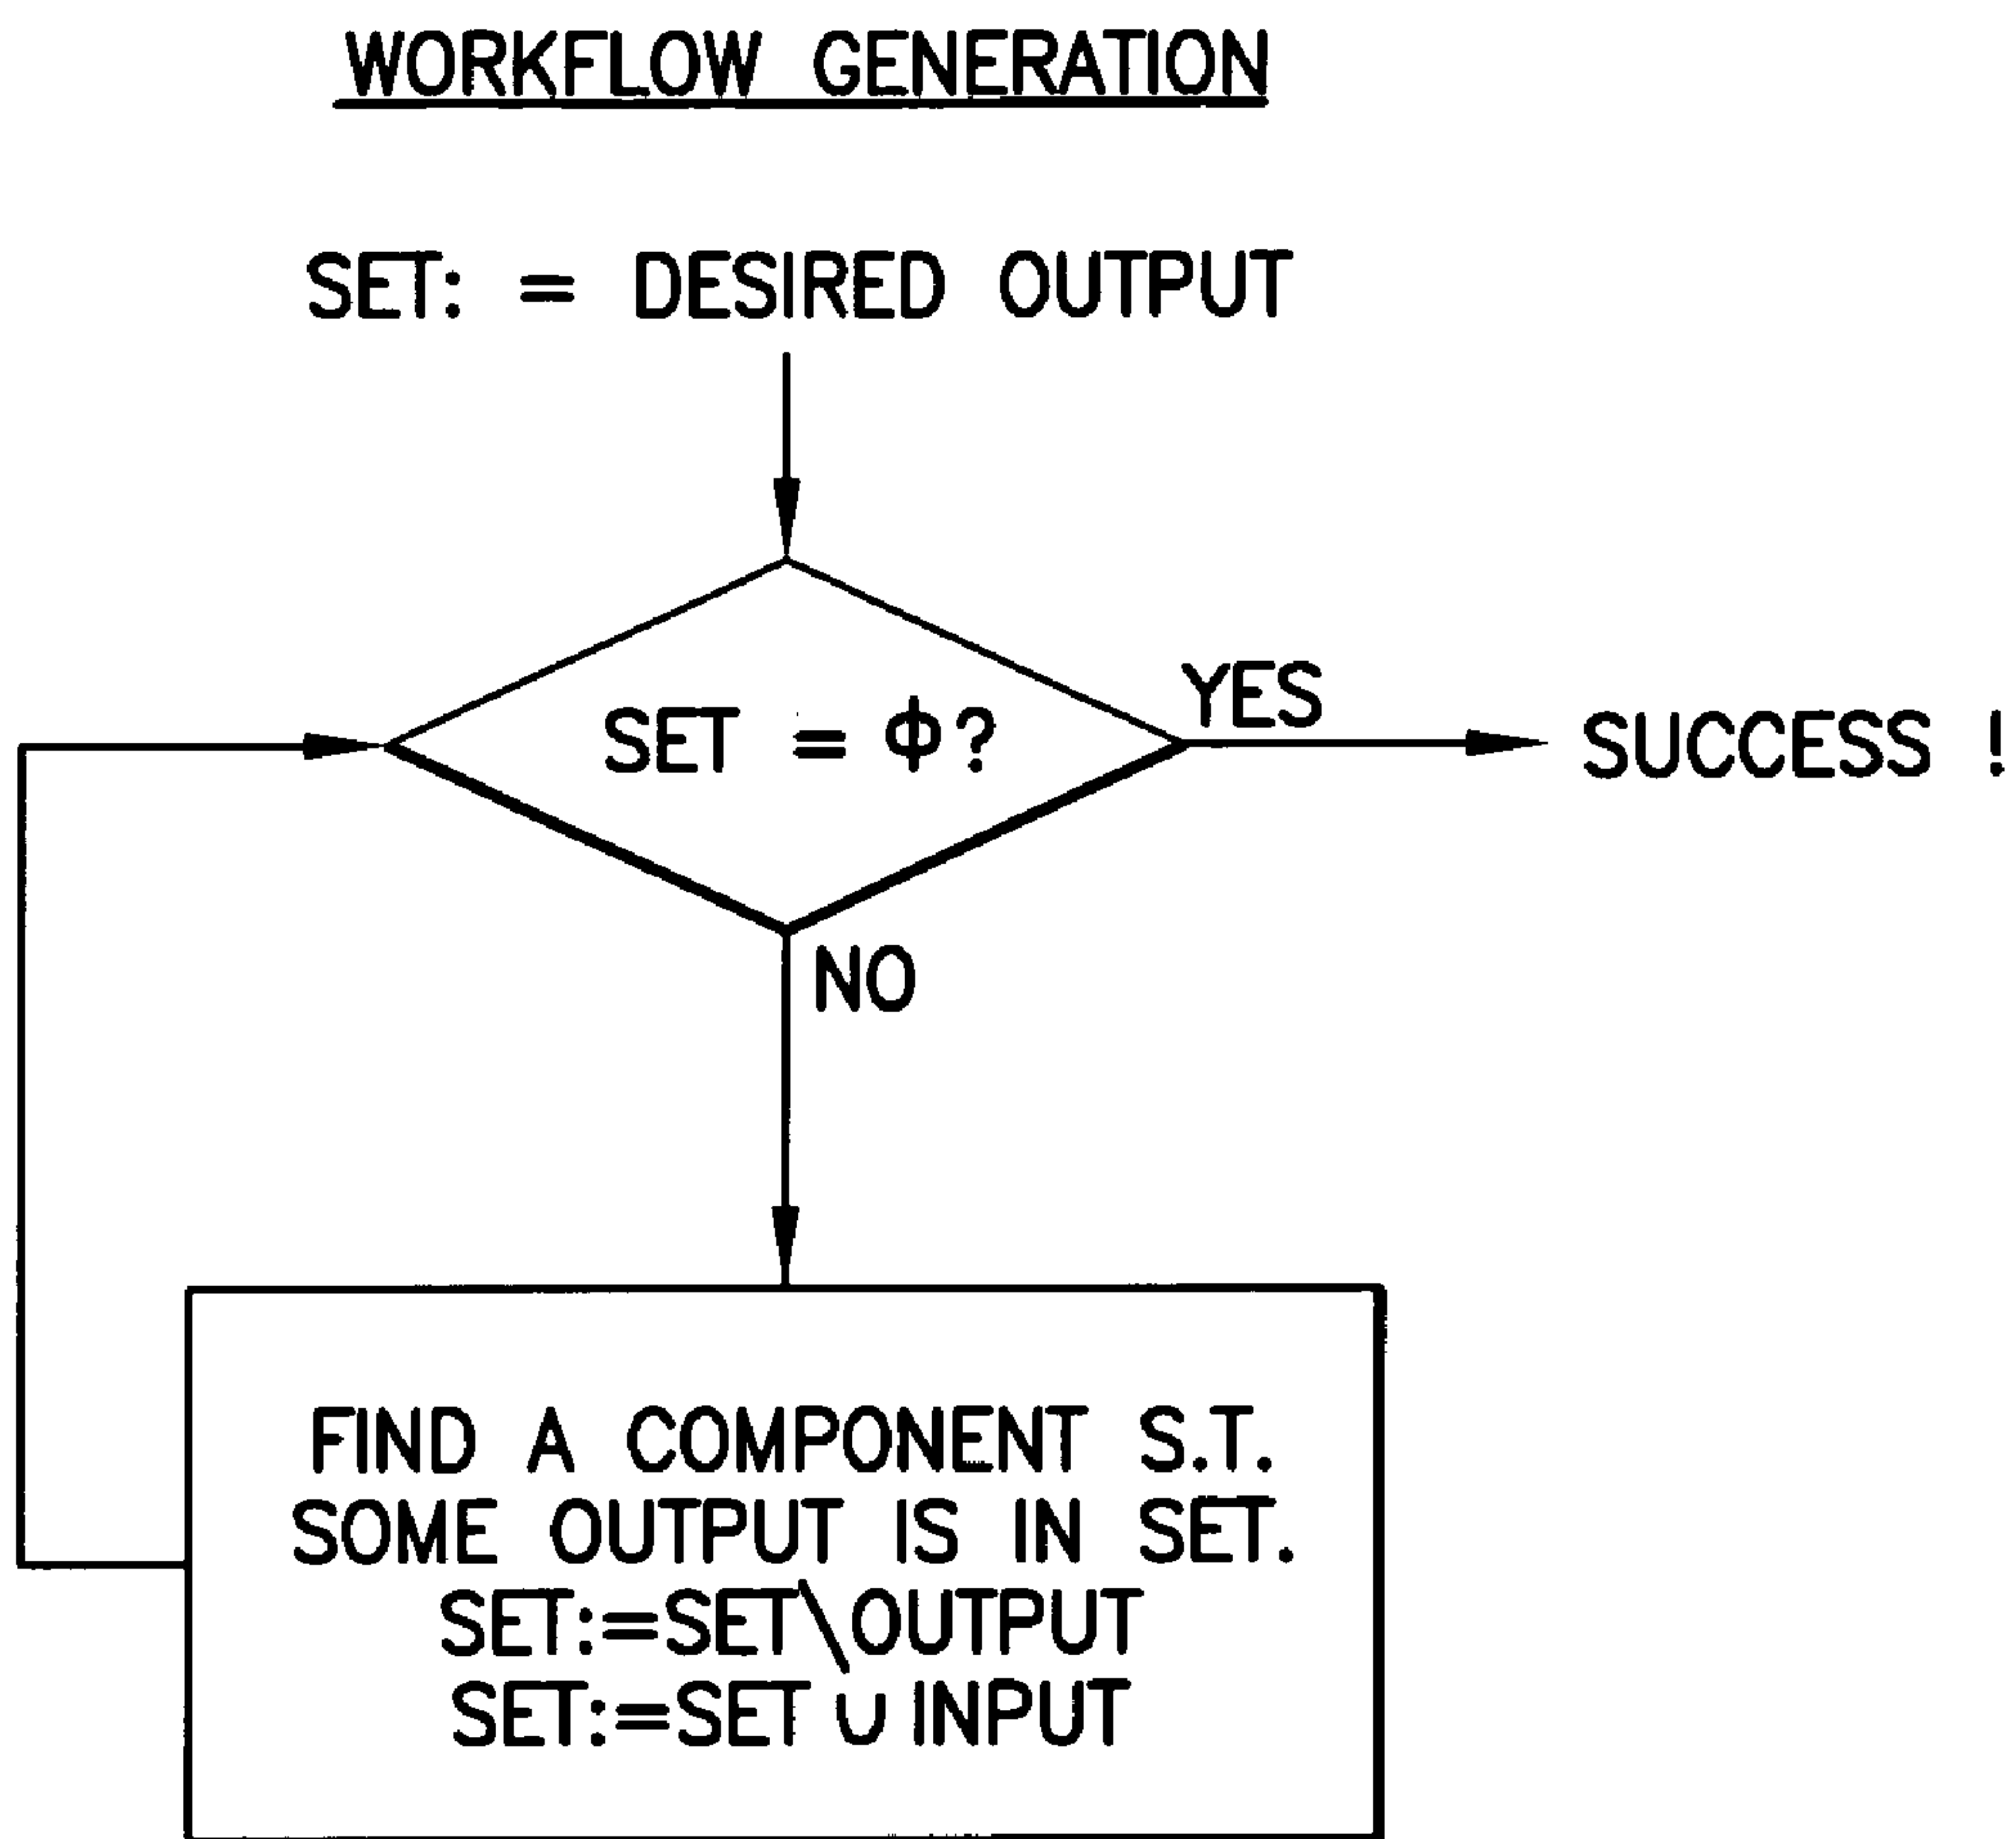 WORKFLOW GENERATION
SET: = DESIRED OUTPUT
SET = Φ?
YES
SUCCESS !
NO
FIND A COMPONENT S.T.
SOME OUTPUT IS IN SET.
SET:=SET\OUTPUT
SET:=SET ∪ INPUT